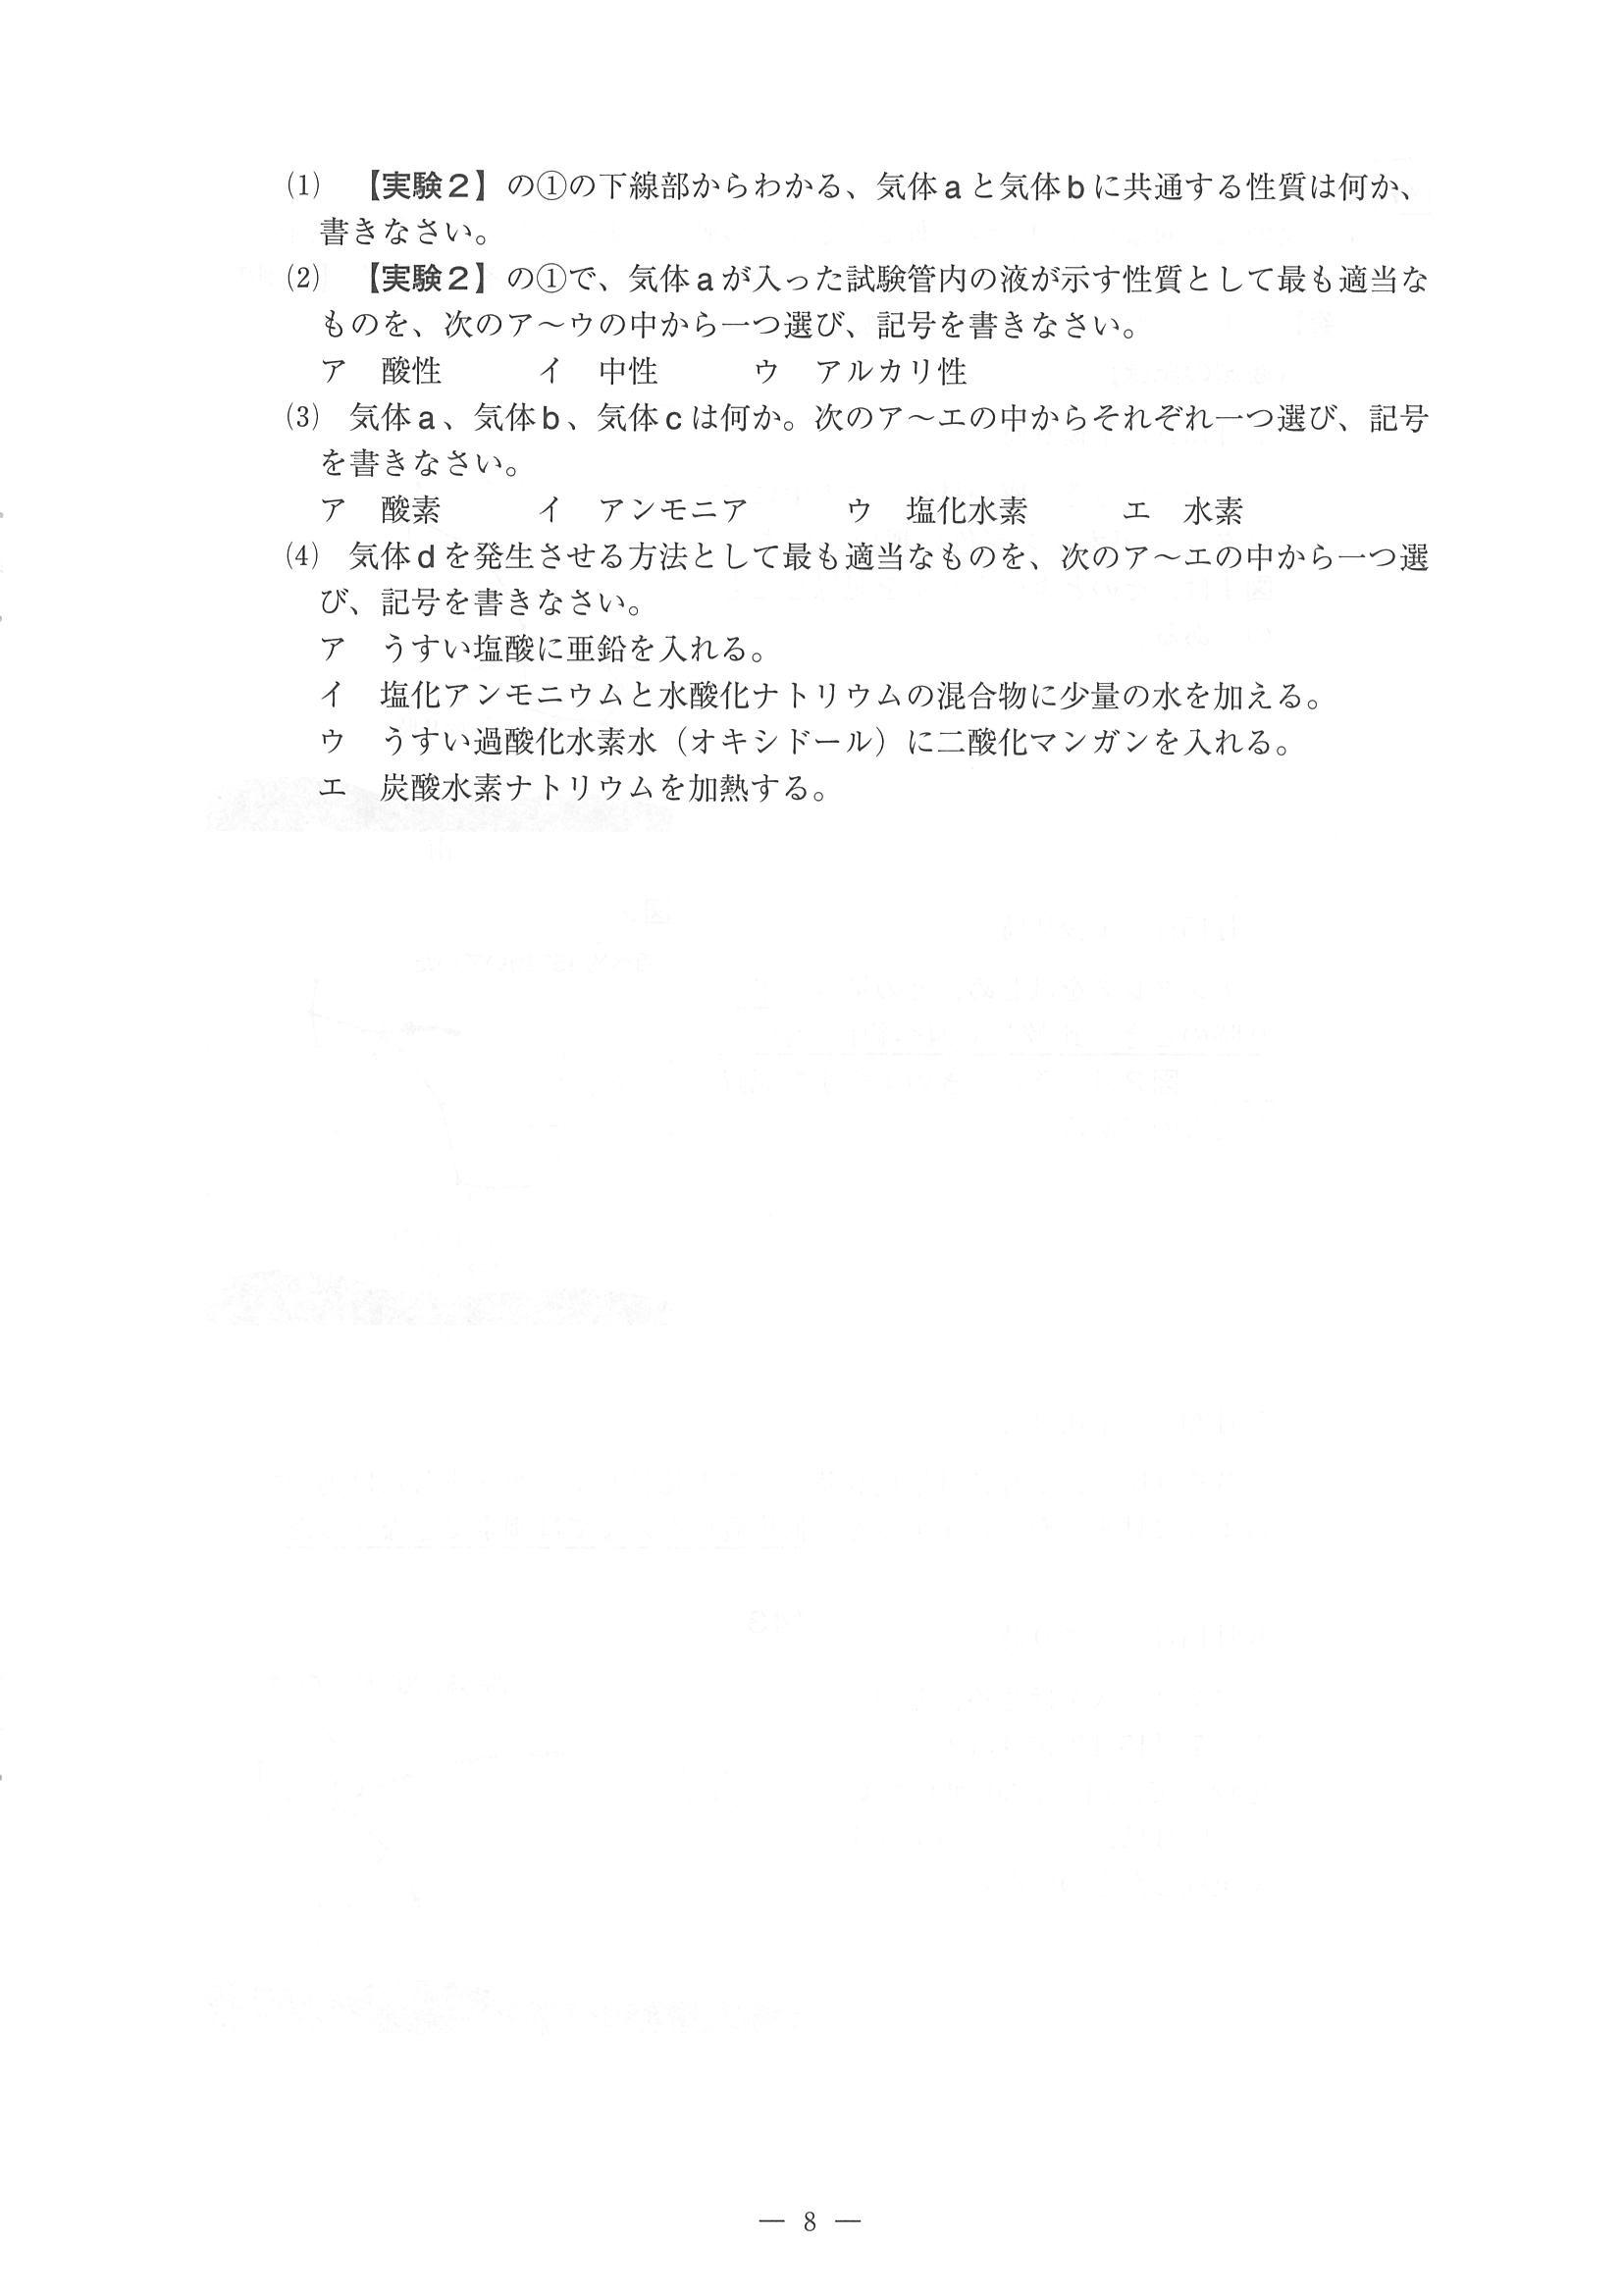 (1) 【実験2】の①の下線部からわかる、気体aと気体bに共通する性質は何か、
書きなさい。
(2) 【実験2】の①で、気体aが入った試験管内の液が示す性質として最も適当な
ものを、次のア～ウの中から一つ選び、記号を書きなさい。
ア 酸性 イ 中性 ウ アルカリ性
(3) 気体a、気体b、気体cは何か。次のア～エの中からそれぞれ一つ選び、記号
を書きなさい。
ア 酸素 イ アンモニア ウ 塩化水素 エ 水素
(4) 気体dを発生させる方法として最も適当なものを、次のア～エの中から一つ選
び、記号を書きなさい。
ア うすい塩酸に亜鉛を入れる。
イ 塩化アンモニウムと水酸化ナトリウムの混合物に少量の水を加える。
ウ うすい過酸化水素水（オキシドール）に二酸化マンガンを入れる。
エ 炭酸水素ナトリウムを加熱する。
― 8 ―